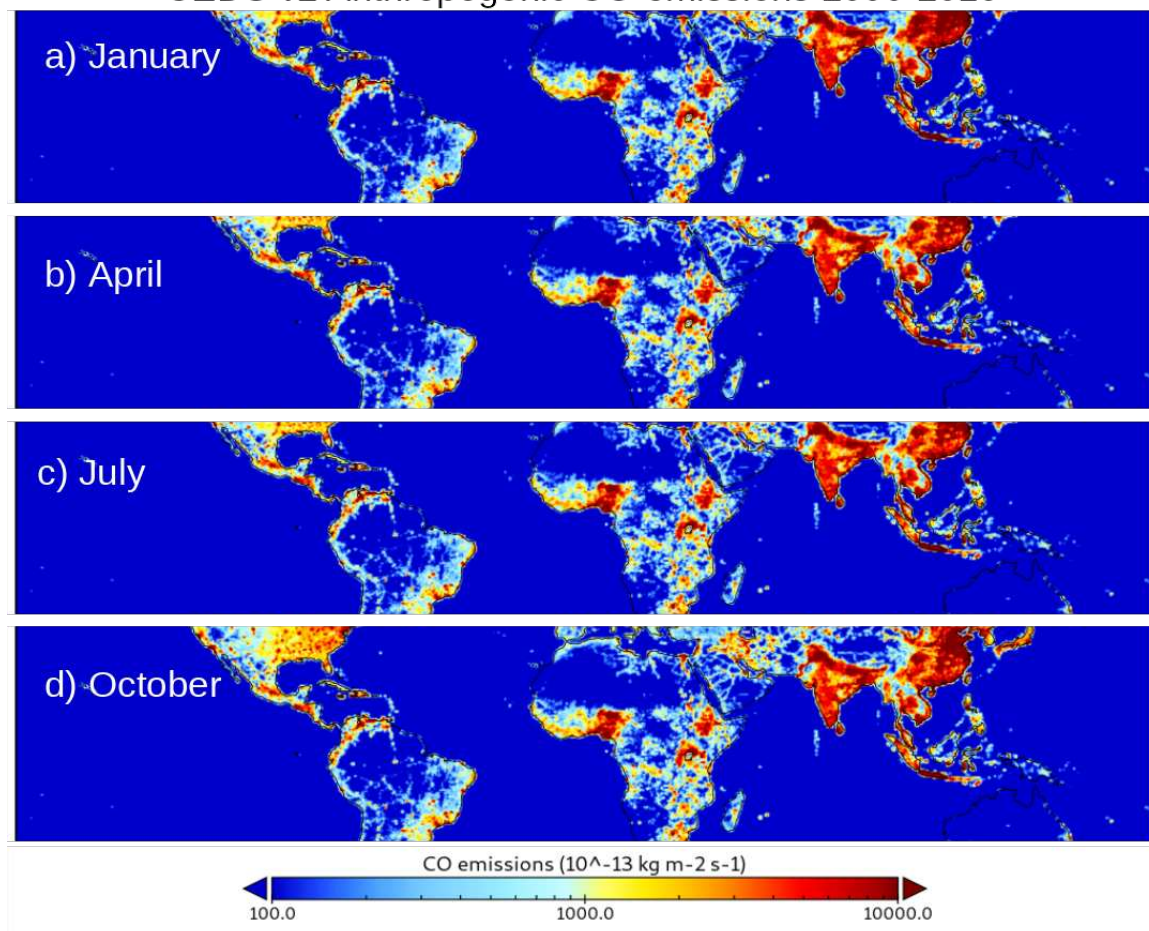 a) January
b) April
c) July
d) October
CO emissions (10^-13 kg m-2 s-1)
100.0 1000.0 10000.0